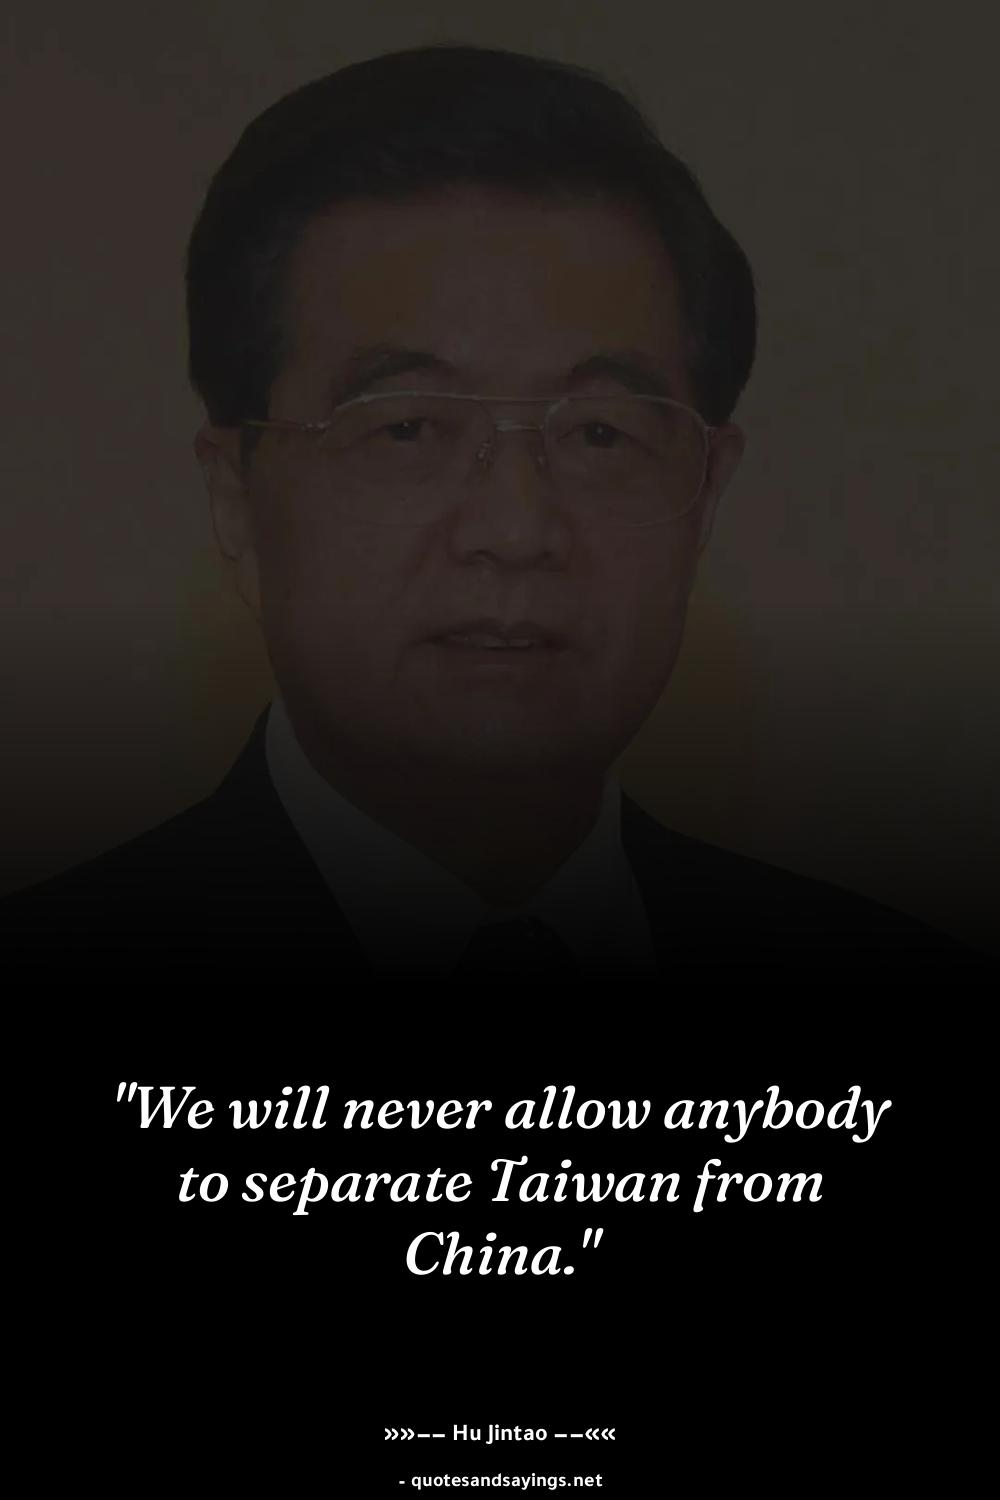 "We will never allow anybody
to separate Taiwan from
China."
»»−− Hu Jintao −−««
- quotesandsayings.net